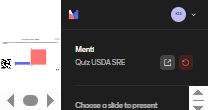 Menti
Quiz USDA SRE
Choose a slide to present